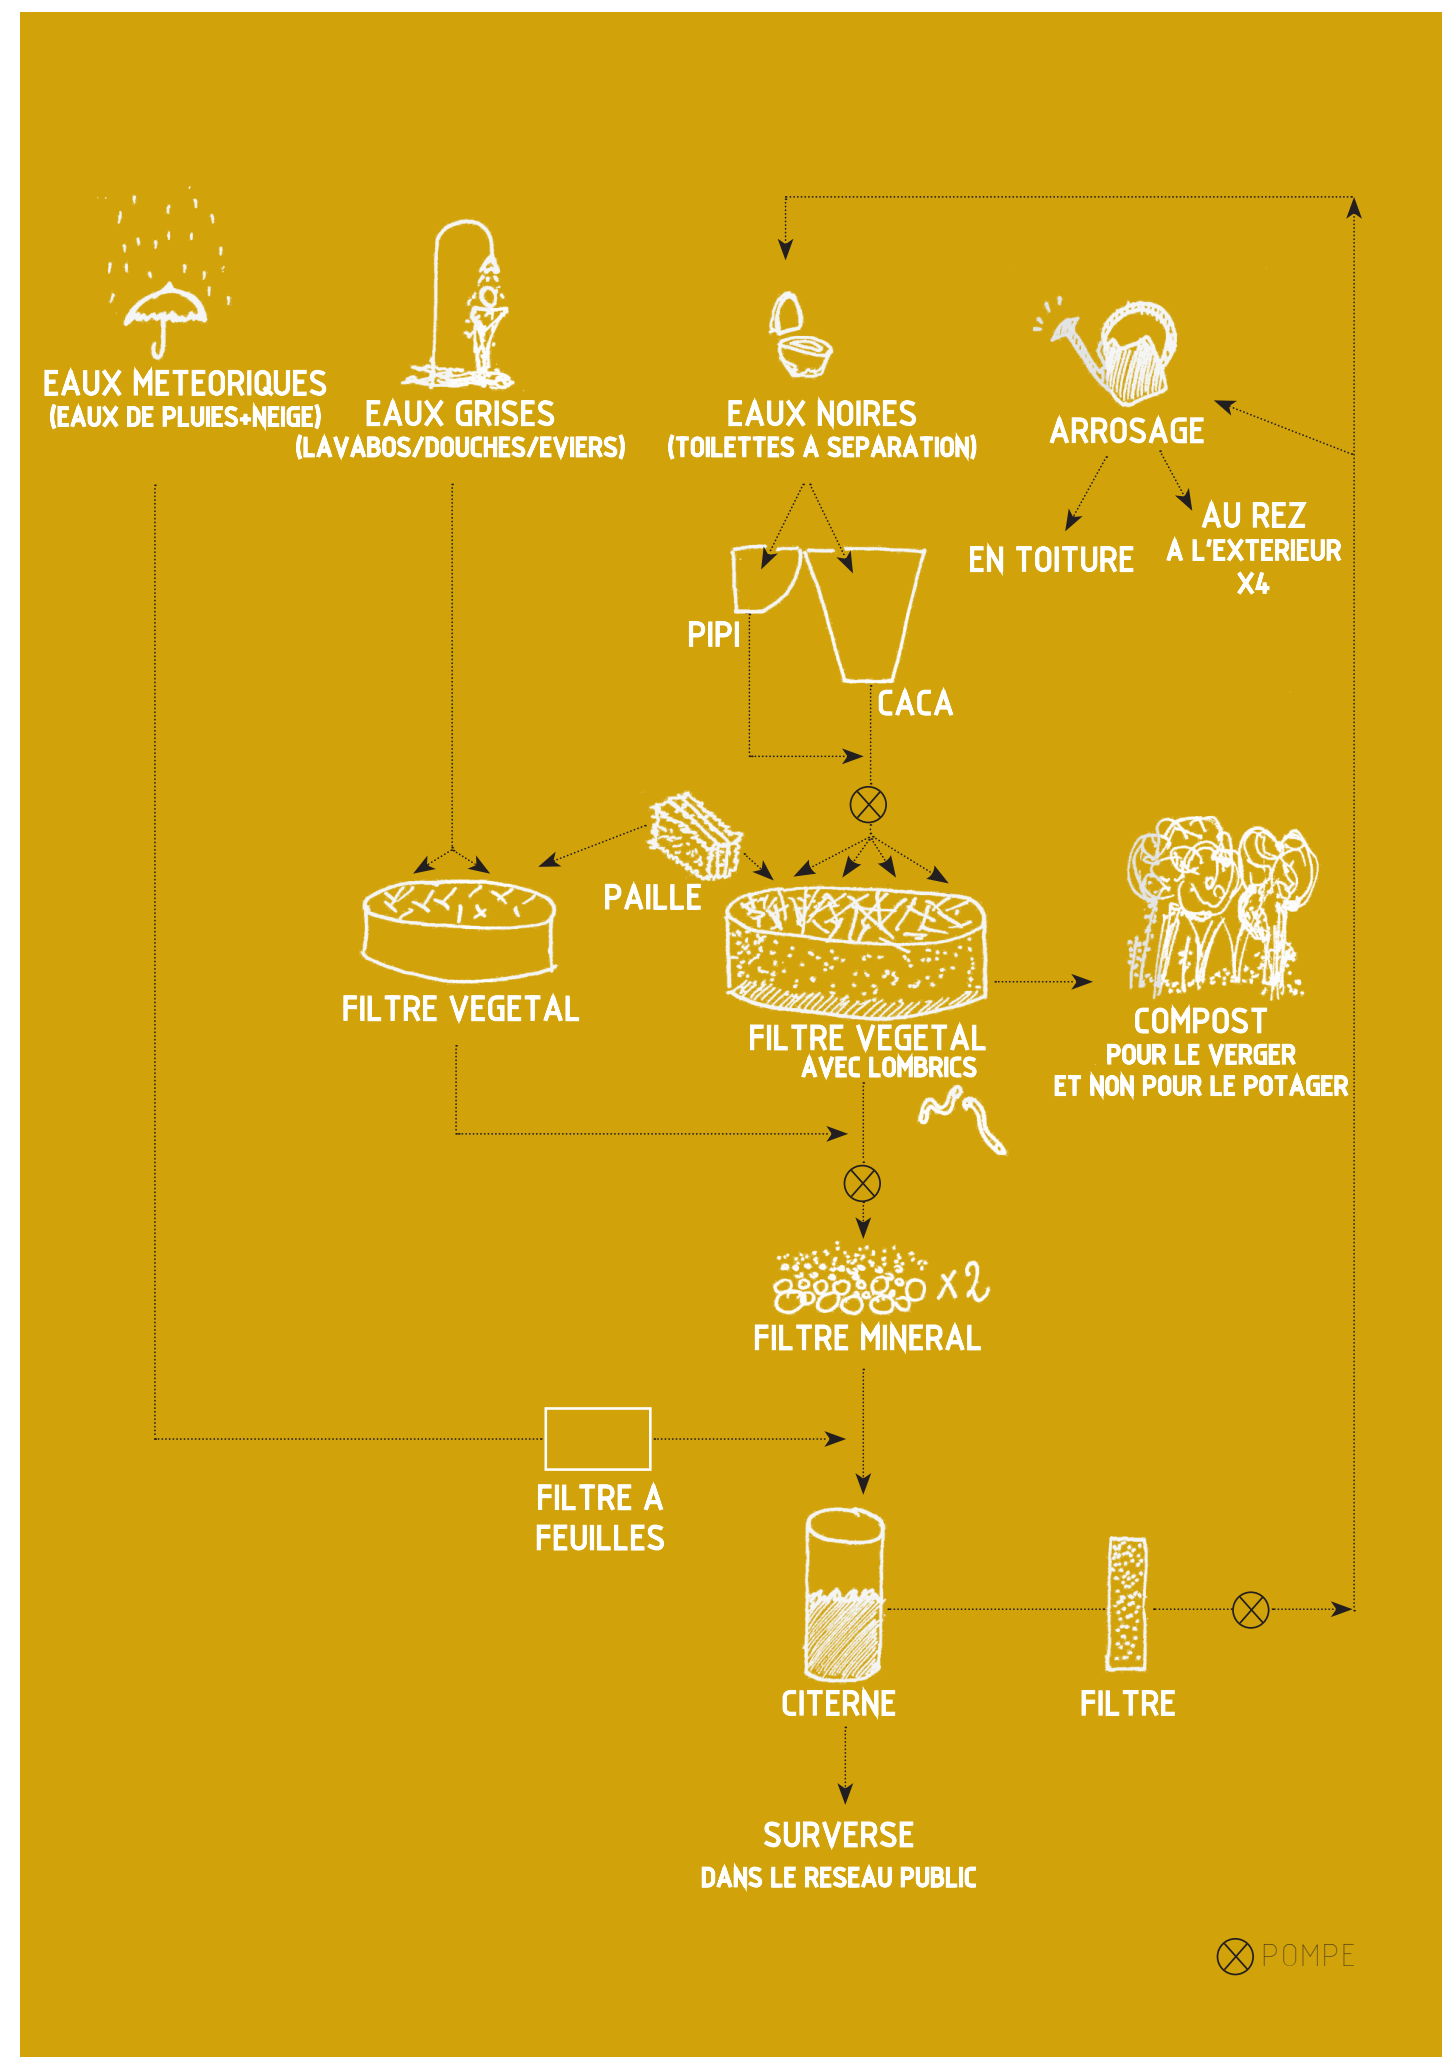 EAUX METEORIQUES
(EAUX DE PLUIES+NEIGE)
EAUX GRISES
(LAVABOS/DOUCHES/EVIERS)
EAUX NOIRES
(TOILETTES A SEPARATION)
ARROSAGE
EN TOITURE
AU REZ
A L'EXTERIEUR
X4
PIPI
CACA
PAILLE
FILTRE VEGETAL
FILTRE VEGETAL
AVEC LOMBRICS
COMPOST
POUR LE VERGER
ET NON POUR LE POTAGER
x2
FILTRE MINERAL
FILTRE A
FEUILLES
CITERNE
FILTRE
SURVERSE
DANS LE RESEAU PUBLIC
POMPE